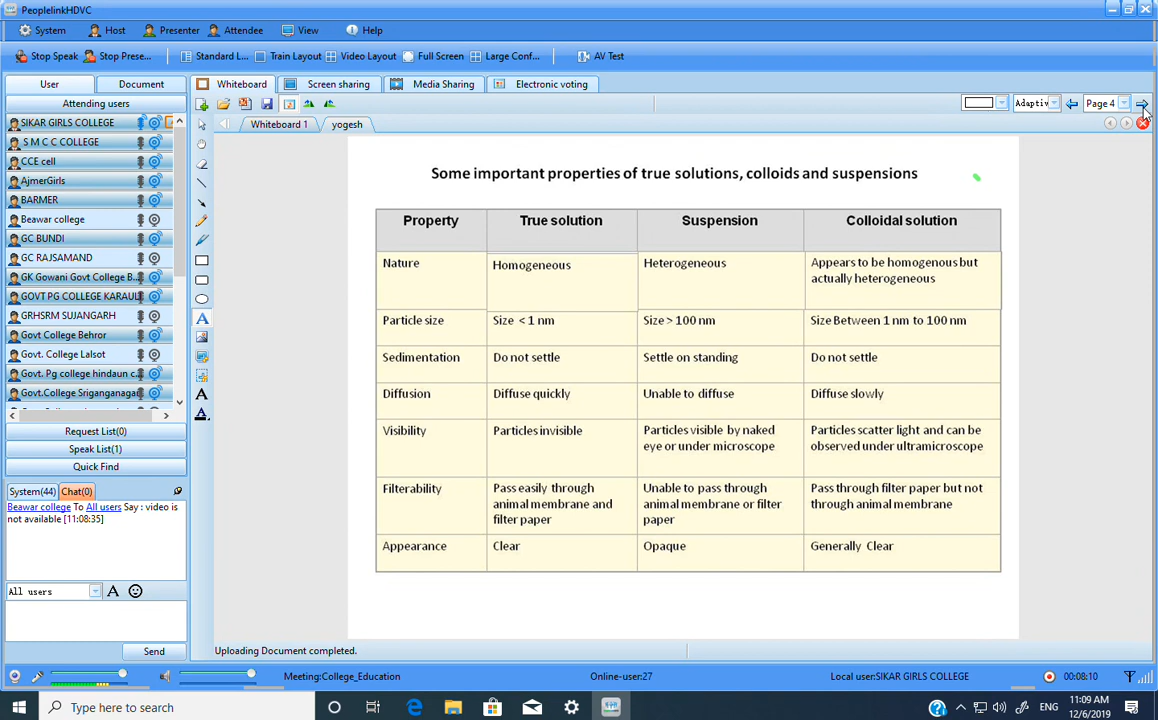 PeoplelinkHDVC
System Host Presenter Attendee View Help
Stop Speak Stop Prese... Standard L... Train Layout Video Layout Full Screen Large Conf... AV Test
User Document Whiteboard Screen sharing Media Sharing Electronic voting
Attending users
Adaptiv Page 4
Whiteboard 1 yogesh
SIKAR GIRLS COLLEGE
S M C C COLLEGE
CCE cell
AjmerGirls
BARMER
Beawar college
GC BUNDI
GC RAJSAMAND
GK Gowani Govt College B...
GOVT PG COLLEGE KARAUL
GRHSRM SUJANGARH
Govt College Behror
Govt. College Lalsot
Govt. Pg college hindaun c...
Govt.College Sriganganagar
Request List(0)
Speak List(1)
Quick Find
System(44) Chat(0)
Beawar college To All users Say : video is
not available [11:08:35]
All users A
Send
Some important properties of true solutions, colloids and suspensions
Property True solution Suspension Colloidal solution
Nature Homogeneous Heterogeneous Appears to be homogenous but
actually heterogeneous
Particle size Size < 1 nm Size > 100 nm Size Between 1 nm to 100 nm
Sedimentation Do not settle Settle on standing Do not settle
Diffusion Diffuse quickly Unable to diffuse Diffuse slowly
Visibility Particles invisible Particles visible by naked Particles scatter light and can be
eye or under microscope observed under ultramicroscope
Filterability Pass easily through Unable to pass through Pass through filter paper but not
animal membrane and animal membrane or filter through animal membrane
filter paper paper
Appearance Clear Opaque Generally Clear
Uploading Document completed.
Meeting:College_Education Online-user:27 Local user:SIKAR GIRLS COLLEGE 00:08:10
Type here to search ENG 11:09 AM
12/6/2019